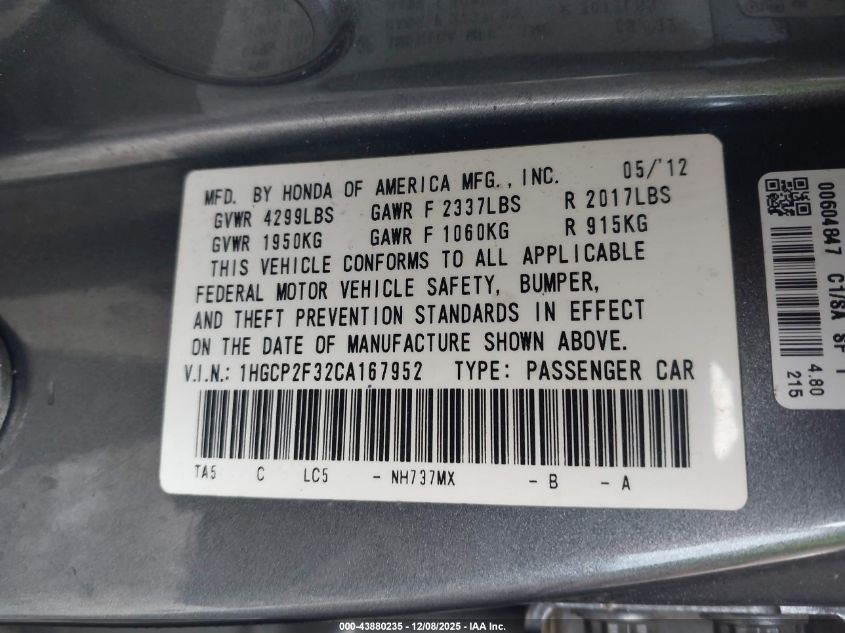 MFD. BY HONDA OF AMERICA MFG., INC. 05/'12
GVWR 4299LBS GAWR F 2337LBS R 2017LBS
GVWR 1950KG GAWR F 1060KG R 915KG
THIS VEHICLE CONFORMS TO ALL APPLICABLE
FEDERAL MOTOR VEHICLE SAFETY, BUMPER,
AND THEFT PREVENTION STANDARDS IN EFFECT
ON THE DATE OF MANUFACTURE SHOWN ABOVE.
V.I.N.: 1HGCP2F32CA167952 TYPE: PASSENGER CAR
TA5 C LC5 - NH737MX - B - A
00604847 C1/SA SF
4.80
215
000-43880235 - 12/08/2025 - IAA Inc.